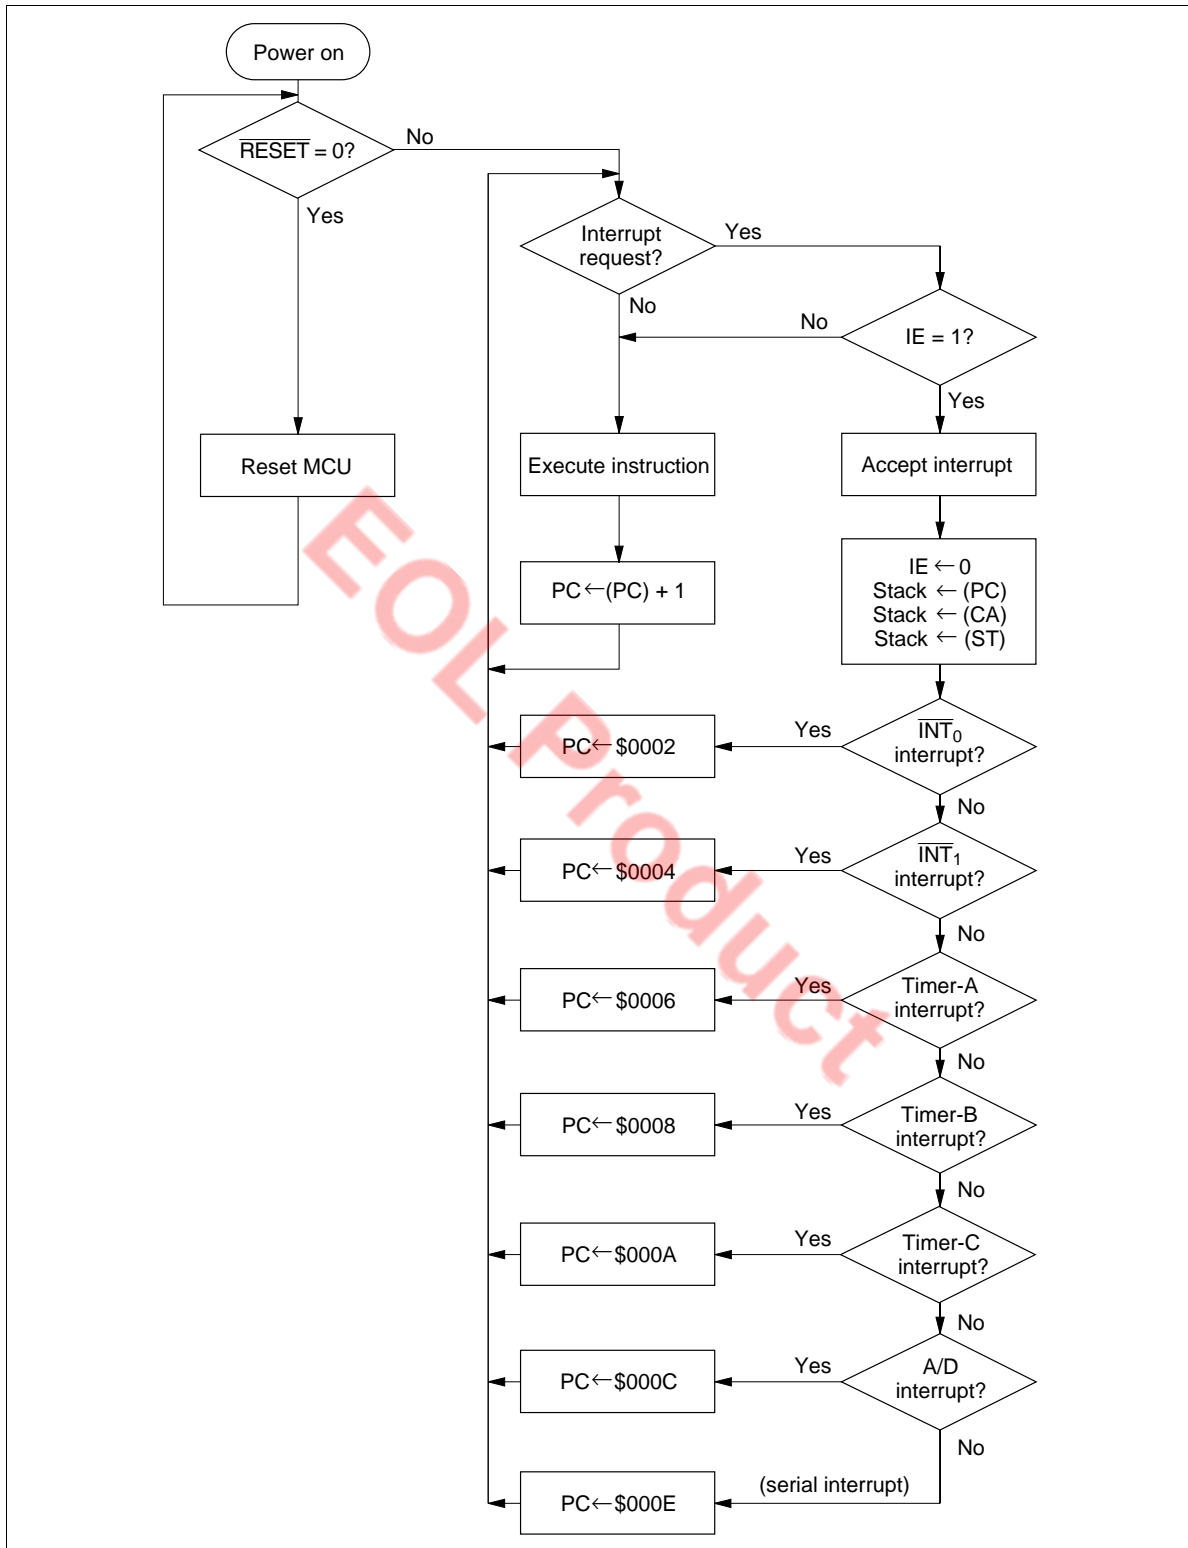 Power on
RESET = 0?
No
Yes
Interrupt
request?
Yes
No
No
IE = 1?
Yes
Reset MCU
Execute instruction
Accept interrupt
PC←(PC) + 1
IE ← 0
Stack ← (PC)
Stack ← (CA)
Stack ← (ST)
PC← $0002
Yes
INT0
interrupt?
No
PC← $0004
Yes
INT1
interrupt?
No
PC← $0006
Yes
Timer-A
interrupt?
No
PC← $0008
Yes
Timer-B
interrupt?
No
PC← $000A
Yes
Timer-C
interrupt?
No
PC← $000C
Yes
A/D
interrupt?
No
PC← $000E
(serial interrupt)
EOL Product